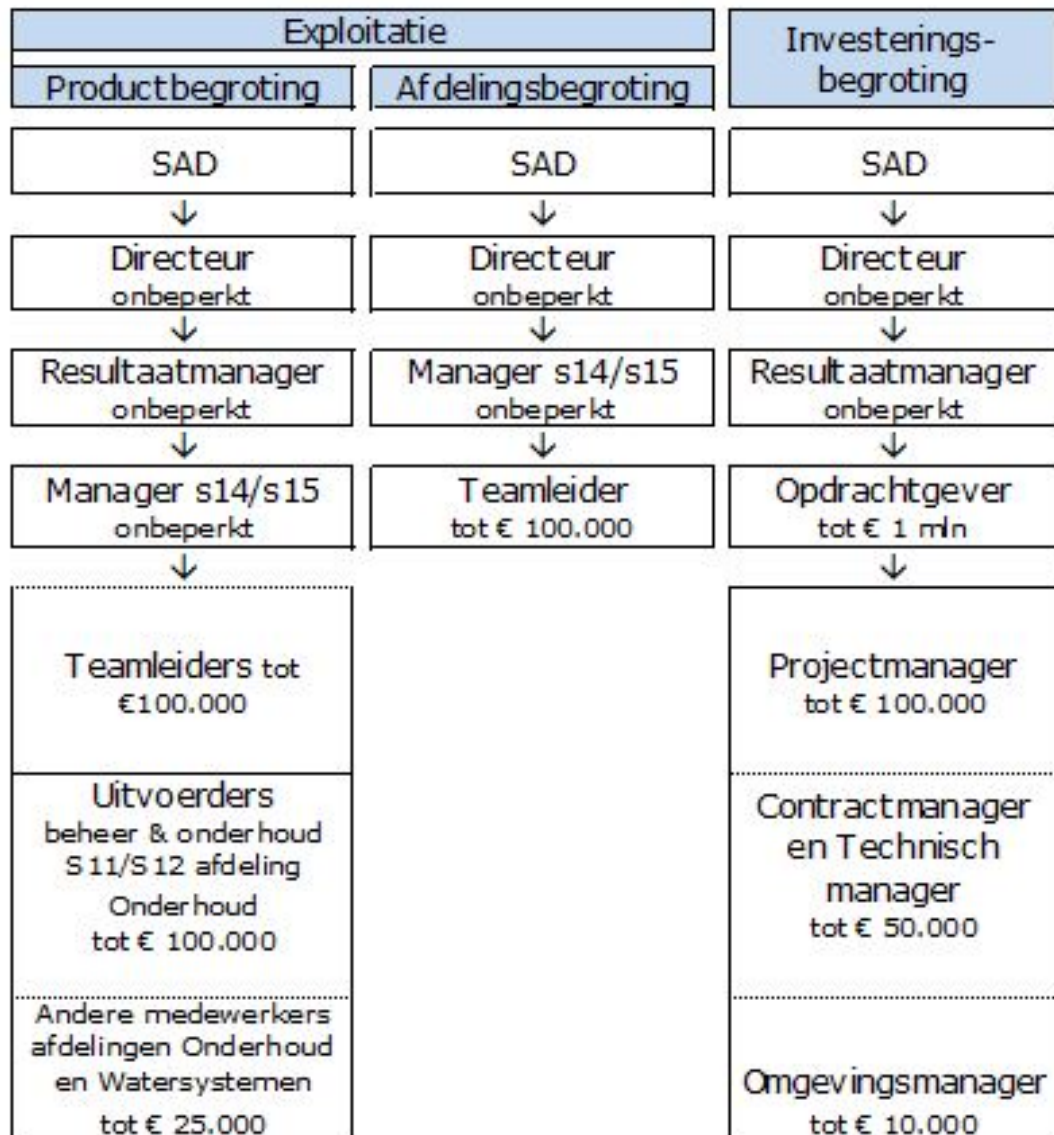 Exploitatie
Productbegroting
Afdelingsbegroting
Investerings-
begroting
SAD
SAD
SAD
↓
↓
↓
Directeur
onbeperkt
Directeur
onbeperkt
Directeur
onbeperkt
↓
↓
↓
Resultaatmanager
onbeperkt
Manager s14/s15
onbeperkt
Resultaatmanager
onbeperkt
↓
↓
↓
Manager s14/s15
onbeperkt
Teamleider
tot € 100.000
Opdrachtgever
tot € 1 mln
↓
↓
Teamleiders tot
€100.000
Projectmanager
tot € 100.000
Uitvoerders
beheer & onderhoud
S11/S12 afdeling
Onderhoud
tot € 100.000
Contractmanager
en Technisch
manager
tot € 50.000
Andere medewerkers
afdelingen Onderhoud
en Watersystemen
tot € 25.000
Omgevingsmanager
tot € 10.000